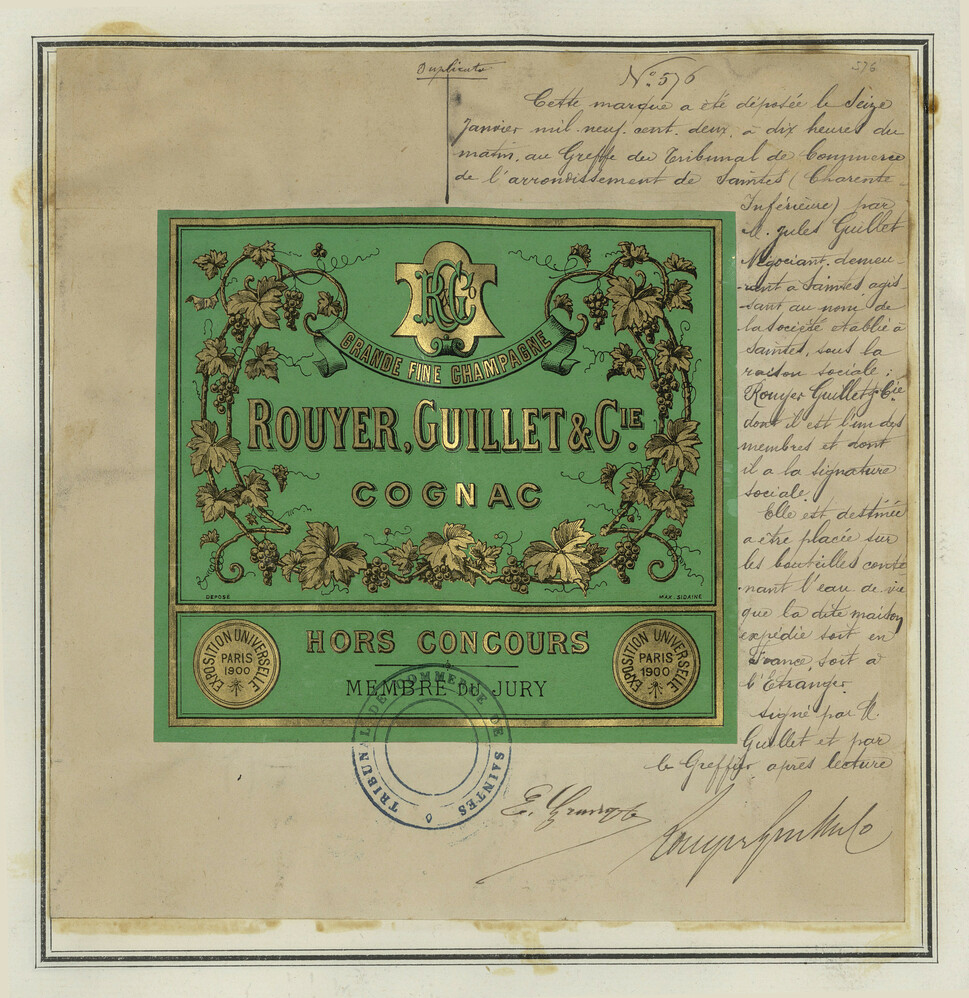 Duplicata
N° 576
576
Cette marque a été déposée le Seize
Janvier mil neuf cent deux, à dix heures du
matin, au Greffe du Tribunal de Commerce
de l'arrondissement de Saintes (Charente
Inférieure) par
M. Jules Guillet
Négociant, demeu-
-rant à Saintes agis
-sant au nom de
la société établie à
Saintes, sous la
raison sociale :
Rouyer Guillet & Cie
dont il est l'un des
membres et dont
il a la signature
sociale.
Elle est destinée
a être placée sur
les bouteilles conte
-nant l'eau de vie
que la dite maison
expédie soit en
France, soit à
l'Étranger.
Signé par M.
Guillet et par
le Greffier après lecture
RG&C
GRANDE FINE CHAMPAGNE
ROUYER, GUILLET & CIE.
COGNAC
DÉPOSÉ
MAX. SIDAINE
HORS CONCOURS
MEMBRE DU JURY
EXPOSITION UNIVERSELLE
PARIS
1900
EXPOSITION UNIVERSELLE
PARIS
1900
TRIBUNAL DE COMMERCE DE SAINTES
Rouyer Guillet & Co